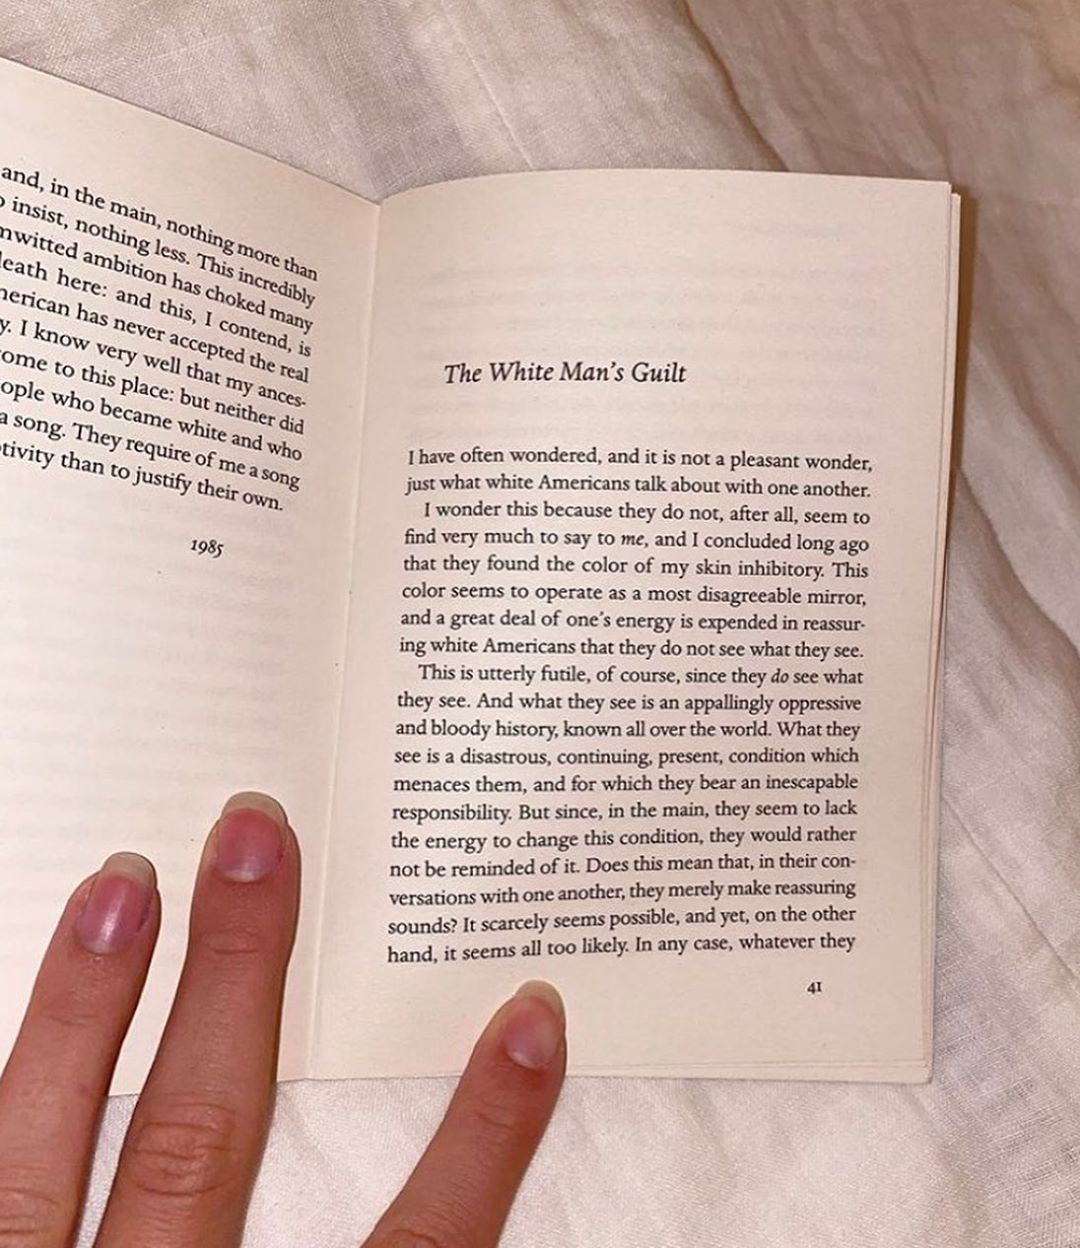 and, in the main, nothing more than
insist, nothing less. This incredibly
ambition has choked many
here: and this, I contend, is
has never accepted the real
I know very well that my ances-
to this place: but neither did
who became white and who
a song. They require of me a song
than to justify their own.
1985
The White Man's Guilt
I have often wondered, and it is not a pleasant wonder,
just what white Americans talk about with one another.
I wonder this because they do not, after all, seem to
find very much to say to me, and I concluded long ago
that they found the color of my skin inhibitory. This
color seems to operate as a most disagreeable mirror,
and a great deal of one's energy is expended in reassur-
ing white Americans that they do not see what they see.
This is utterly futile, of course, since they do see what
they see. And what they see is an appallingly oppressive
and bloody history, known all over the world. What they
see is a disastrous, continuing, present, condition which
menaces them, and for which they bear an inescapable
responsibility. But since, in the main, they seem to lack
the energy to change this condition, they would rather
not be reminded of it. Does this mean that, in their con-
versations with one another, they merely make reassuring
sounds? It scarcely seems possible, and yet, on the other
hand, it seems all too likely. In any case, whatever they
41